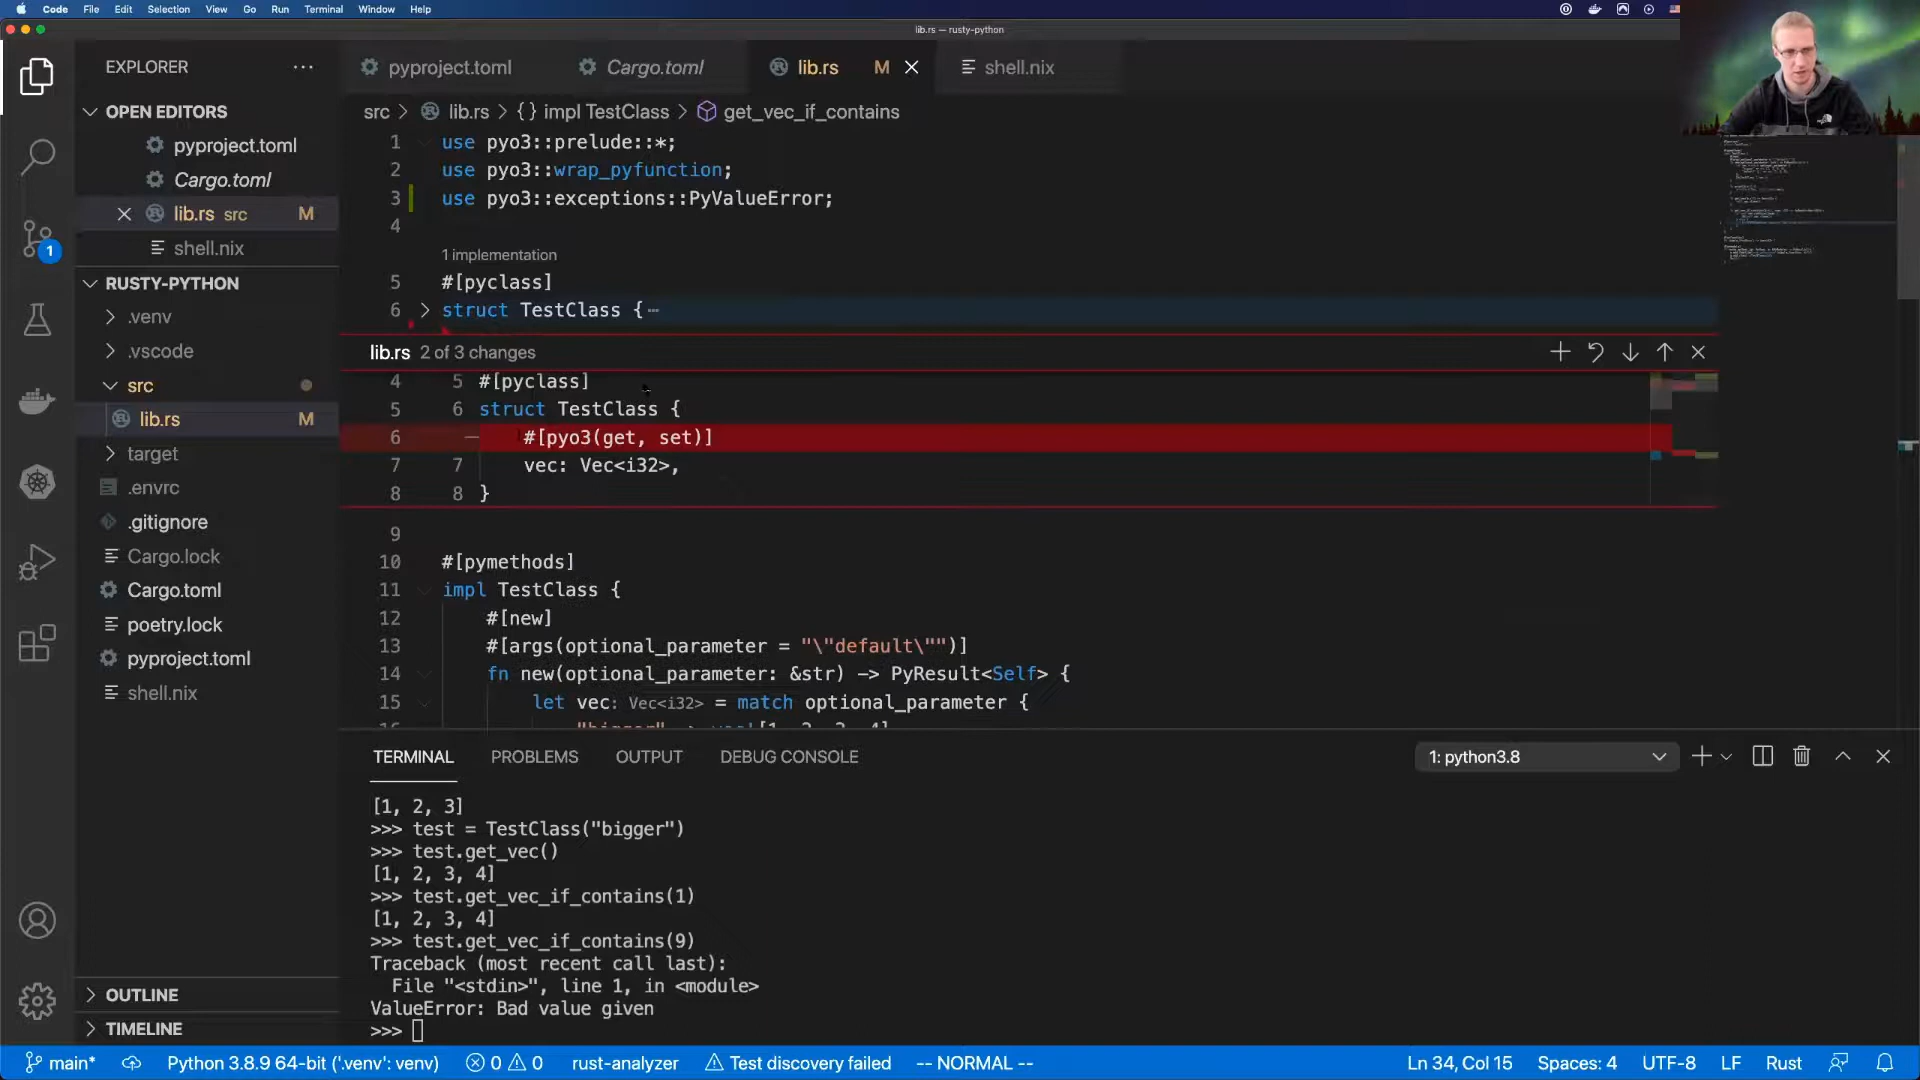 Code File Edit Selection View Go Run Terminal Window Help
lib.rs — rusty-python
EXPLORER
pyproject.toml Cargo.toml lib.rs M shell.nix
OPEN EDITORS
pyproject.toml
Cargo.toml
lib.rs src M
shell.nix
1
RUSTY-PYTHON
.venv
.vscode
src
lib.rs M
target
.envrc
.gitignore
Cargo.lock
Cargo.toml
poetry.lock
pyproject.toml
shell.nix
OUTLINE
TIMELINE
src > lib.rs > {} impl TestClass > get_vec_if_contains
1 use pyo3::prelude::*;
2 use pyo3::wrap_pyfunction;
3 use pyo3::exceptions::PyValueError;
4
1 implementation
5 #[pyclass]
6 struct TestClass {…
lib.rs 2 of 3 changes
4 5 #[pyclass]
5 6 struct TestClass {
6 — #[pyo3(get, set)]
7 7 vec: Vec<i32>,
8 8 }
9
10 #[pymethods]
11 impl TestClass {
12 #[new]
13 #[args(optional_parameter = "\"default\"")]
14 fn new(optional_parameter: &str) -> PyResult<Self> {
15 let vec: Vec<i32> = match optional_parameter {
TERMINAL PROBLEMS OUTPUT DEBUG CONSOLE 1: python3.8
[1, 2, 3]
>>> test = TestClass("bigger")
>>> test.get_vec()
[1, 2, 3, 4]
>>> test.get_vec_if_contains(1)
[1, 2, 3, 4]
>>> test.get_vec_if_contains(9)
Traceback (most recent call last):
File "<stdin>", line 1, in <module>
ValueError: Bad value given
>>>
main* Python 3.8.9 64-bit ('.venv': venv) 0 0 rust-analyzer Test discovery failed -- NORMAL -- Ln 34, Col 15 Spaces: 4 UTF-8 LF Rust